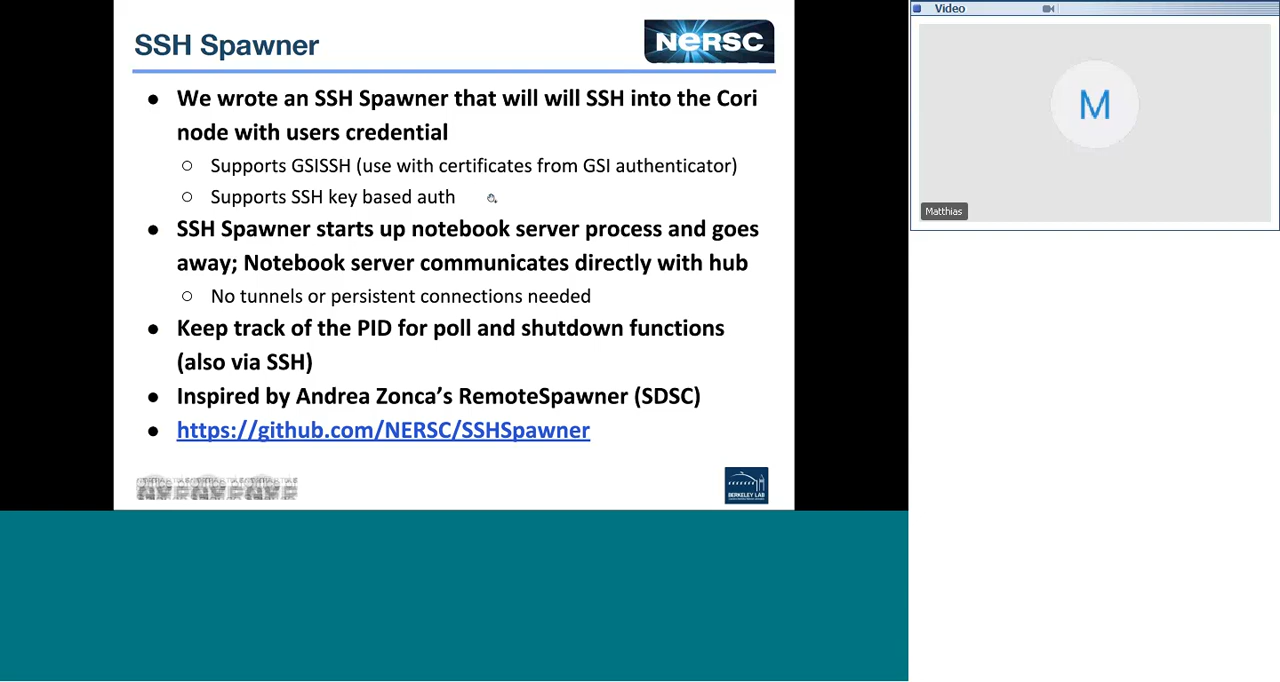 SSH Spawner
NERSC
● We wrote an SSH Spawner that will will SSH into the Cori
node with users credential
○ Supports GSISSH (use with certificates from GSI authenticator)
○ Supports SSH key based auth
● SSH Spawner starts up notebook server process and goes
away; Notebook server communicates directly with hub
○ No tunnels or persistent connections needed
● Keep track of the PID for poll and shutdown functions
(also via SSH)
● Inspired by Andrea Zonca's RemoteSpawner (SDSC)
● https://github.com/NERSC/SSHSpawner
BERKELEY LAB
Video
M
Matthias